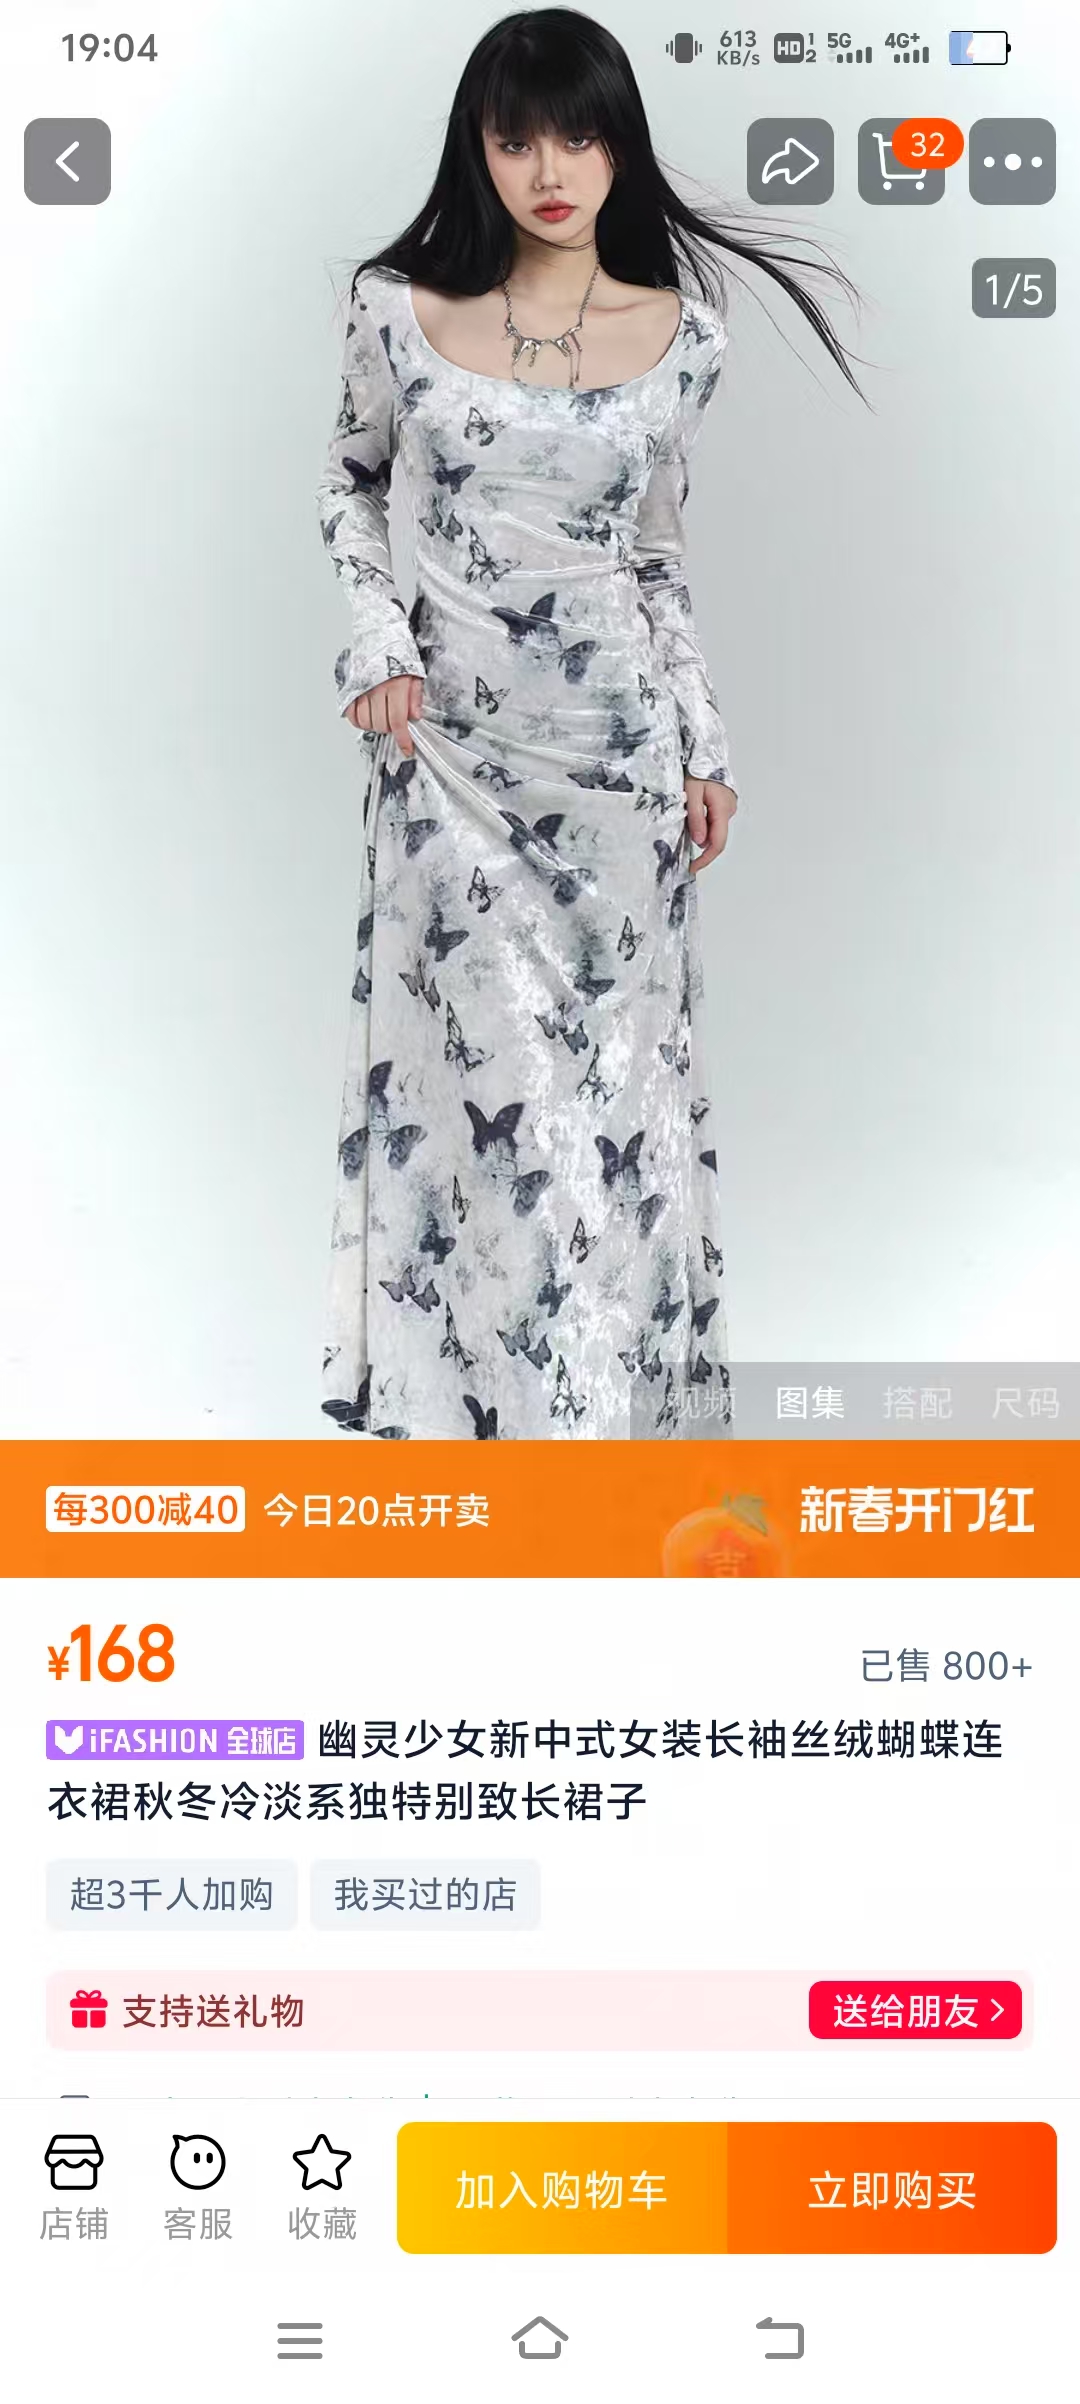 19:04
613
KB/s
HD 1 2
5G
4G+
32
1/5
视频 图集 搭配 尺码
每300减40 今日20点开卖
吉
新春开门红
¥168
已售 800+
iFASHION 全球店 幽灵少女新中式女装长袖丝绒蝴蝶连
衣裙秋冬冷淡系独特别致长裙子
超3千人加购 我买过的店
支持送礼物 送给朋友
店铺 客服 收藏 加入购物车 立即购买